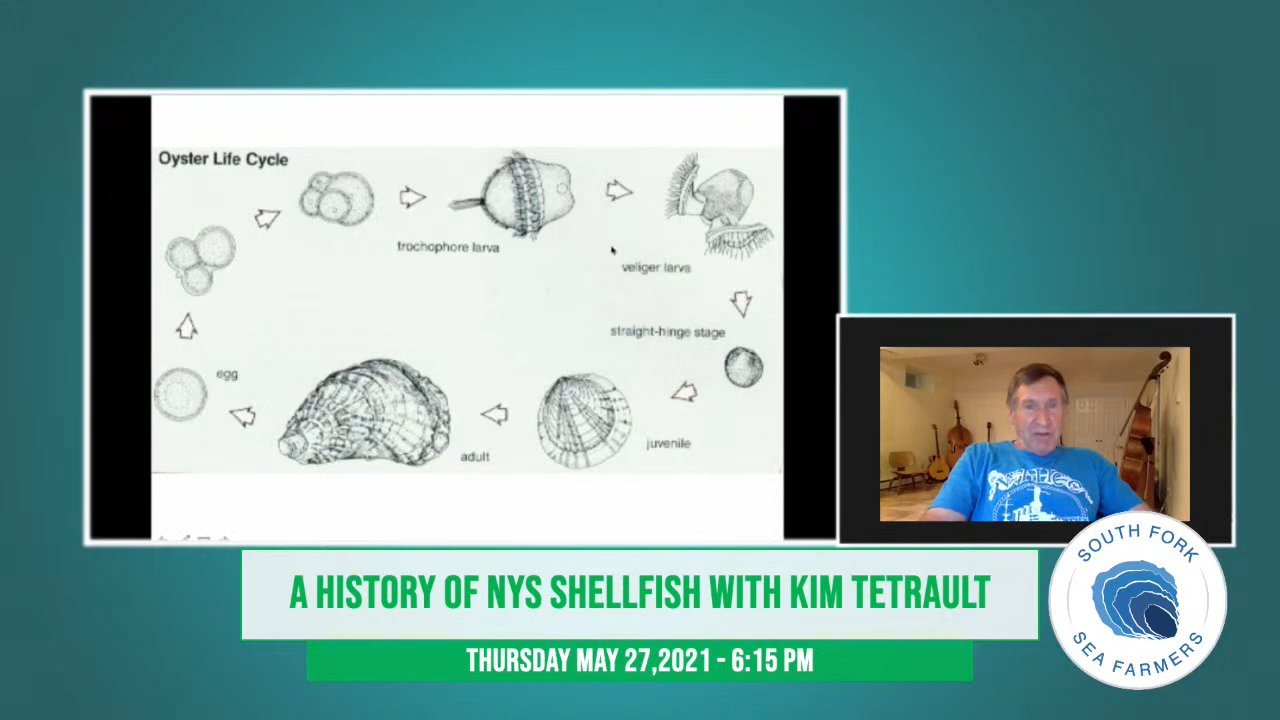 Oyster Life Cycle
trochophore larva
veliger larva
straight-hinge stage
egg
juvenile
adult
A HISTORY OF NYS SHELLFISH WITH KIM TETRAULT
THURSDAY MAY 27,2021 - 6:15 PM
SOUTH FORK
SEA FARMERS